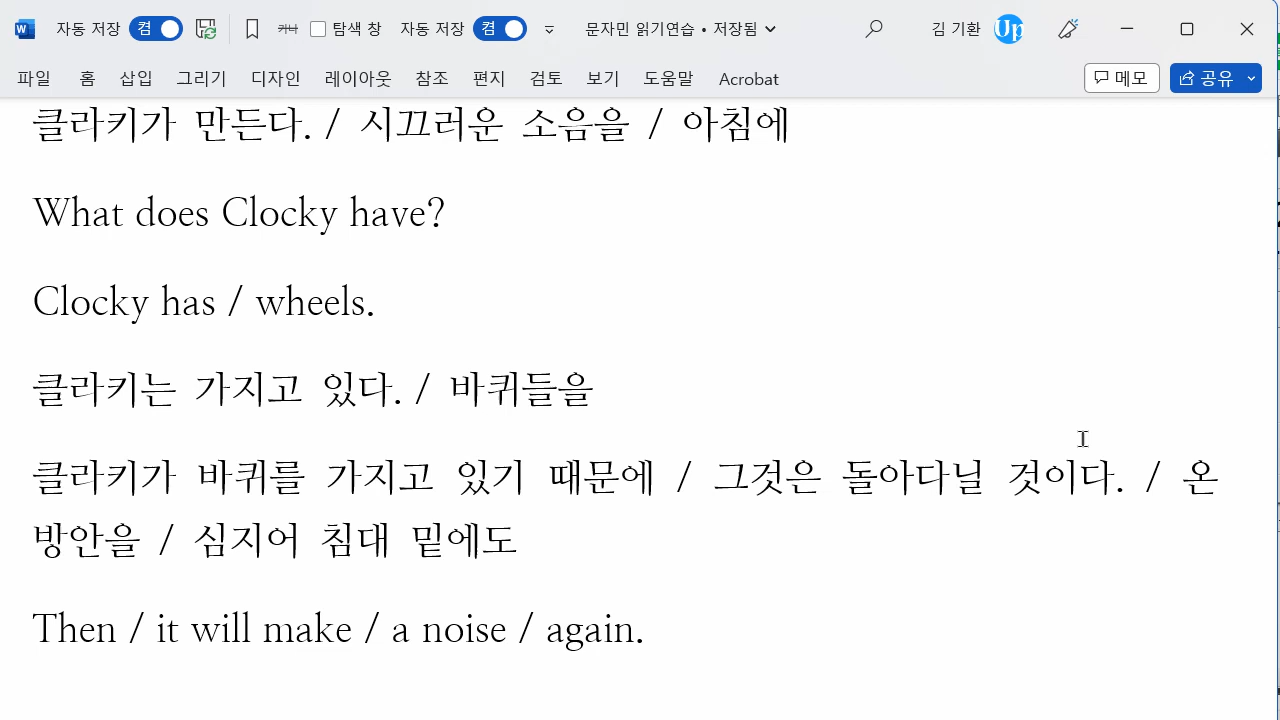 자동 저장 켬 탐색 창 자동 저장 켬 문자민 읽기연습 • 저장됨 김 기환 Up
파일 홈 삽입 그리기 디자인 레이아웃 참조 편지 검토 보기 도움말 Acrobat 메모 공유
클라키가 만든다. / 시끄러운 소음을 / 아침에
What does Clocky have?
Clocky has / wheels.
클라키는 가지고 있다. / 바퀴들을
클라키가 바퀴를 가지고 있기 때문에 / 그것은 돌아다닐 것이다. / 온
방안을 / 심지어 침대 밑에도
Then / it will make / a noise / again.